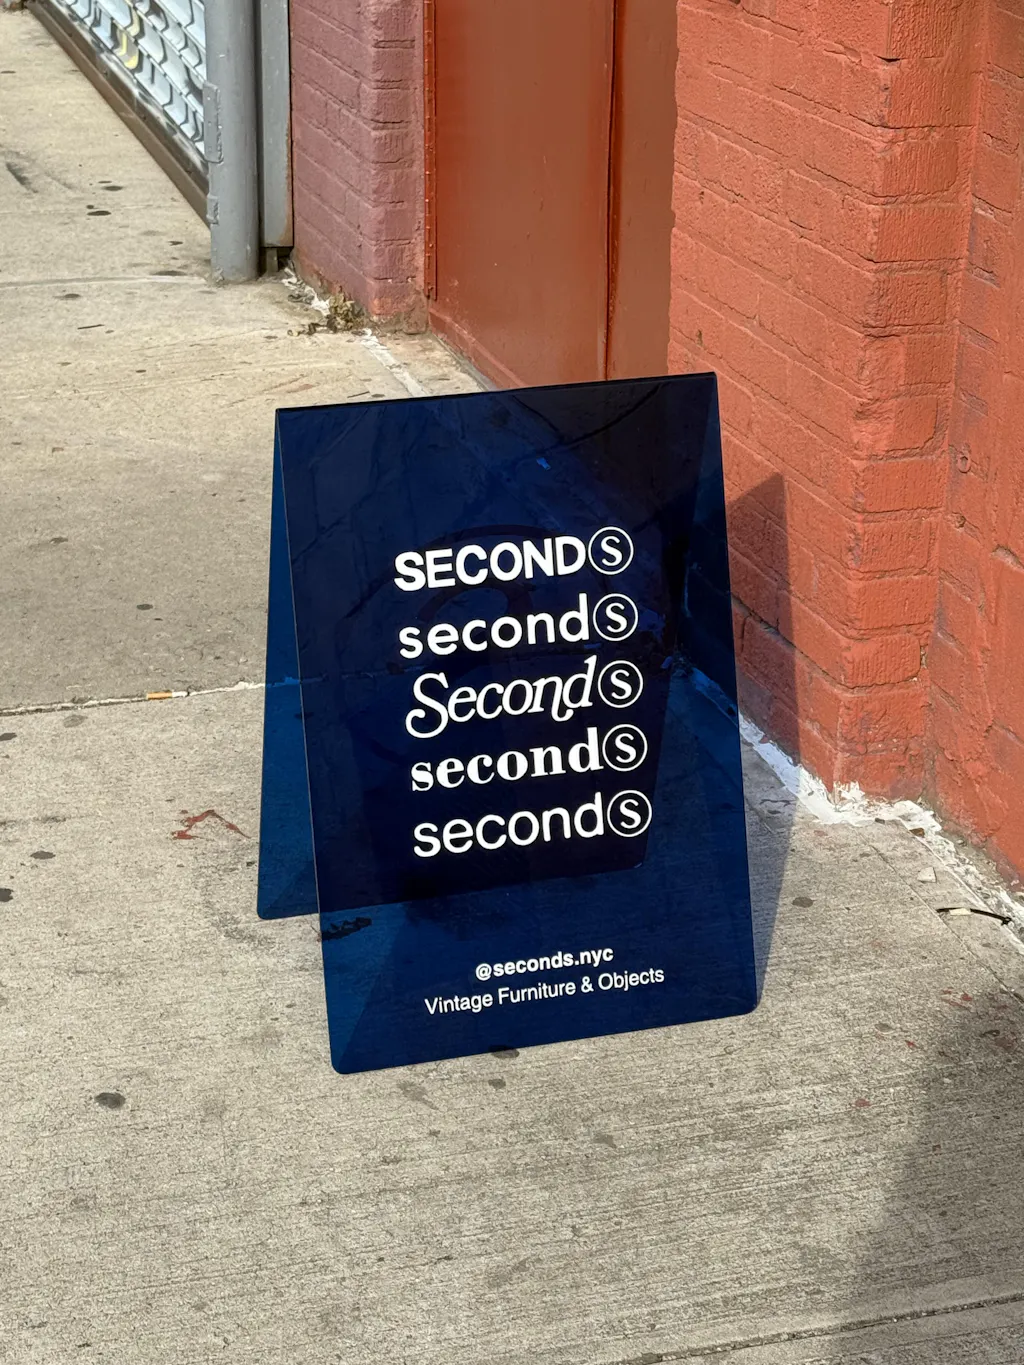 SECONDS
seconds
Seconds
seconds
seconds
@seconds.nyc
Vintage Furniture & Objects